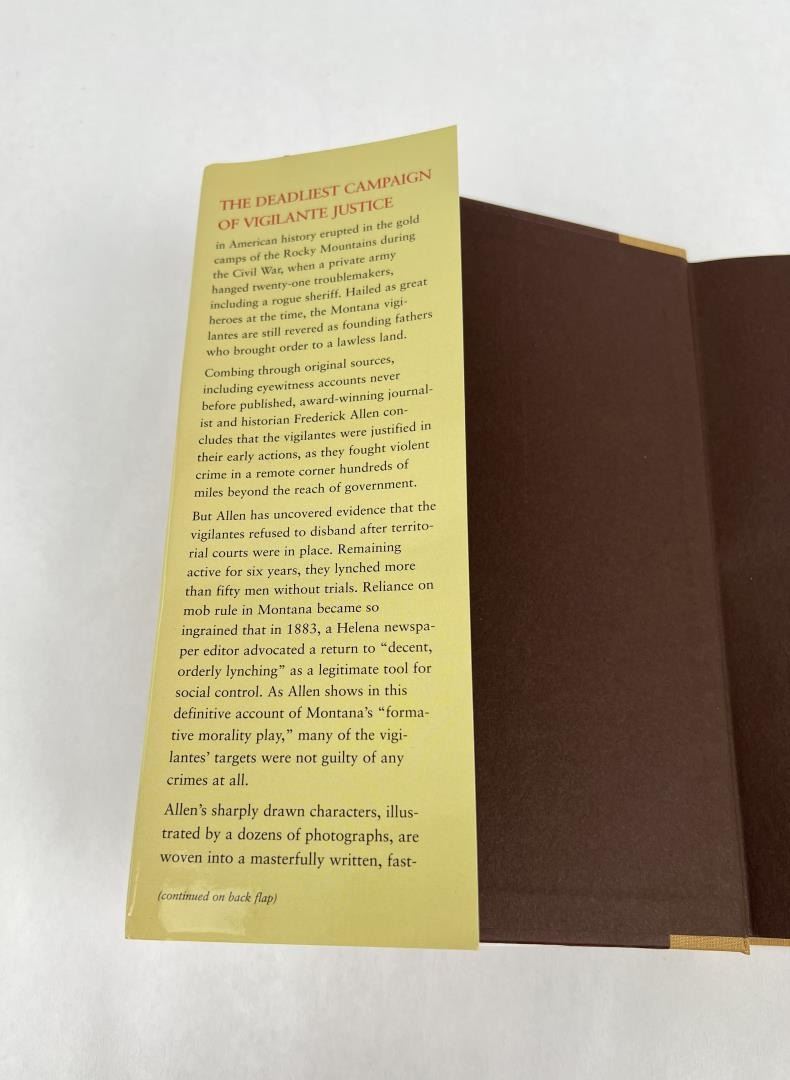 THE DEADLIEST CAMPAIGN
OF VIGILANTE JUSTICE
in American history erupted in the gold
camps of the Rocky Mountains during
the Civil War, when a private army
hanged twenty-one troublemakers,
including a rogue sheriff. Hailed as great
heroes at the time, the Montana vigi-
lantes are still revered as founding fathers
who brought order to a lawless land.
Combing through original sources,
including eyewitness accounts never
before published, award-winning journal-
ist and historian Frederick Allen con-
cludes that the vigilantes were justified in
their early actions, as they fought violent
crime in a remote corner hundreds of
miles beyond the reach of government.
But Allen has uncovered evidence that the
vigilantes refused to disband after territo-
rial courts were in place. Remaining
active for six years, they lynched more
than fifty men without trials. Reliance on
mob rule in Montana became so
ingrained that in 1883, a Helena newspa-
per editor advocated a return to “decent,
orderly lynching” as a legitimate tool for
social control. As Allen shows in this
definitive account of Montana’s “forma-
tive morality play,” many of the vigi-
lantes’ targets were not guilty of any
crimes at all.
Allen’s sharply drawn characters, illus-
trated by a dozens of photographs, are
woven into a masterfully written, fast-
(continued on back flap)